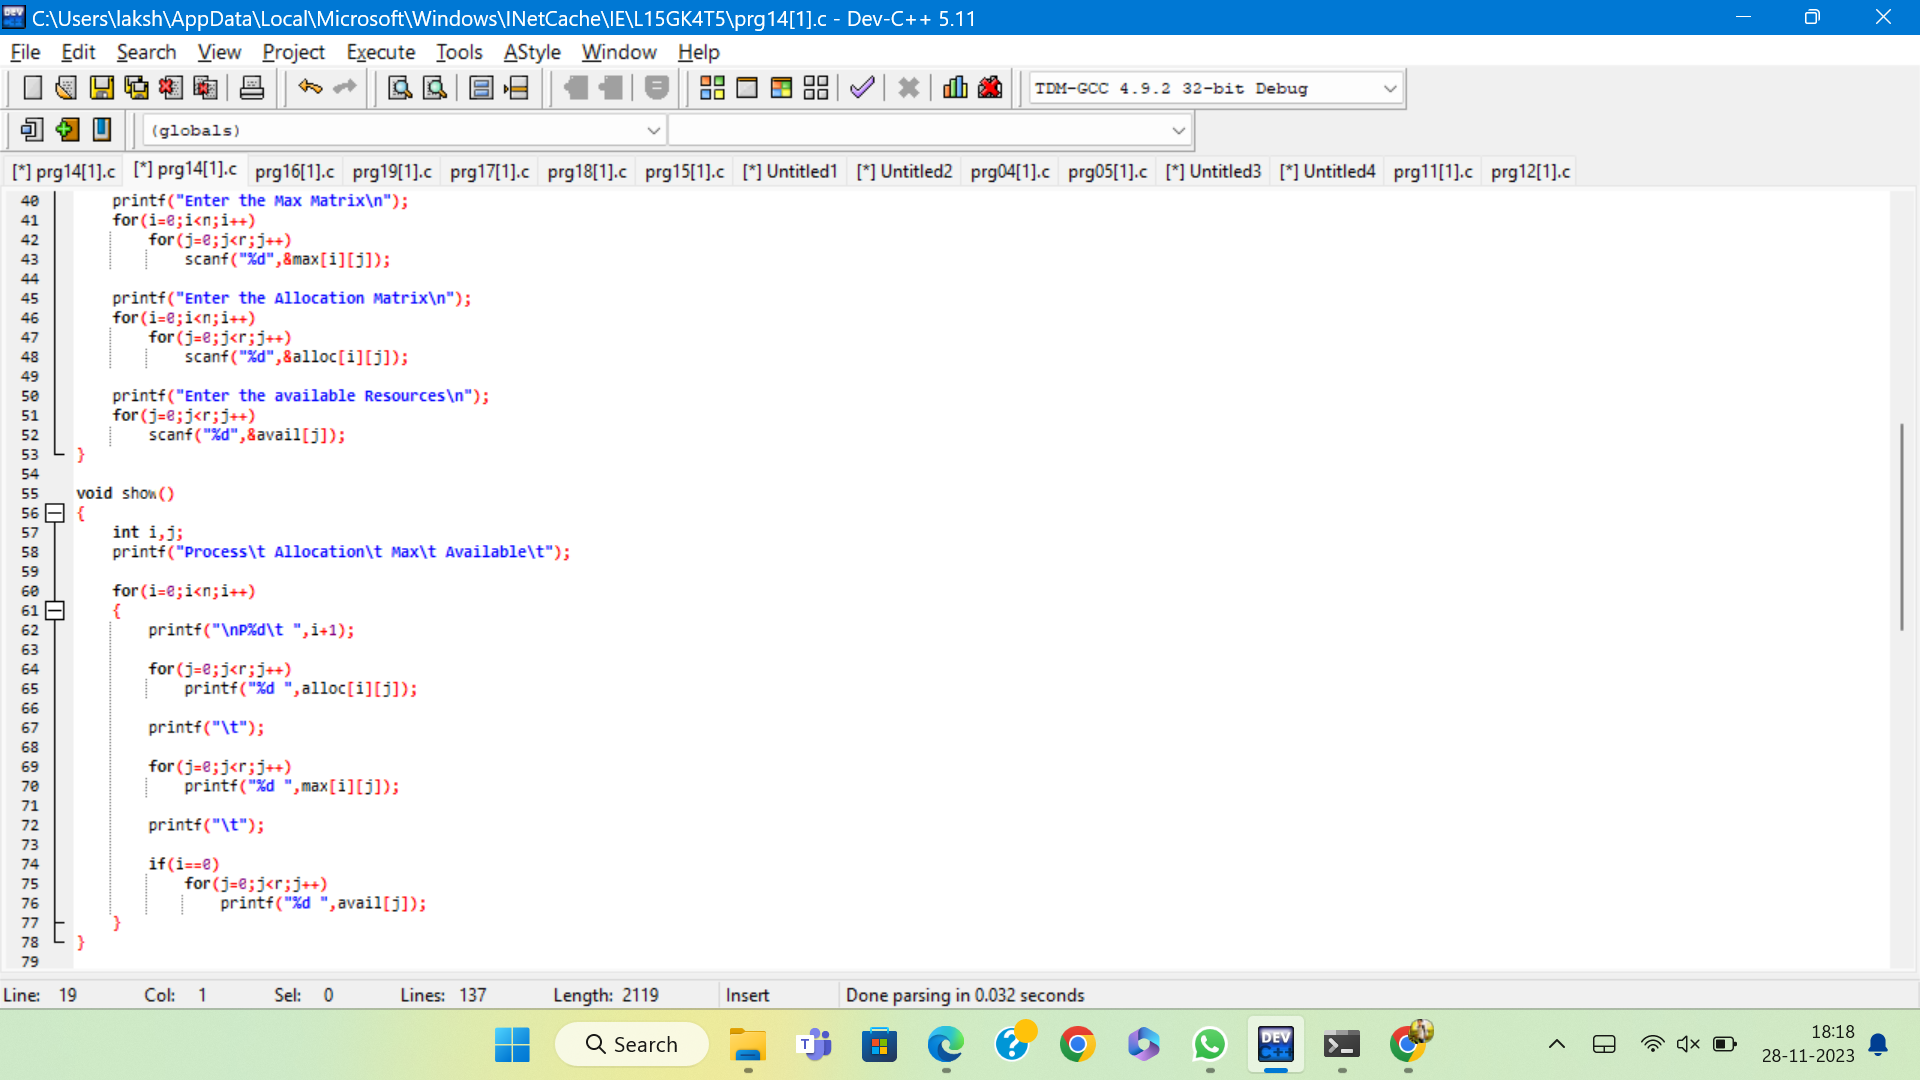 C:\Users\laksh\AppData\Local\Microsoft\Windows\INetCache\IE\L15GK4T5\prg14[1].c - Dev-C++ 5.11
File Edit Search View Project Execute Tools AStyle Window Help
TDM-GCC 4.9.2 32-bit Debug
(globals)
[*] prg14[1].c [*] prg14[1].c prg16[1].c prg19[1].c prg17[1].c prg18[1].c prg15[1].c [*] Untitled1 [*] Untitled2 prg04[1].c prg05[1].c [*] Untitled3 [*] Untitled4 prg11[1].c prg12[1].c
40 printf("Enter the Max Matrix\n");
41 for(i=0;i<n;i++)
42 for(j=0;j<r;j++)
43 scanf("%d",&max[i][j]);
44
45 printf("Enter the Allocation Matrix\n");
46 for(i=0;i<n;i++)
47 for(j=0;j<r;j++)
48 scanf("%d",&alloc[i][j]);
49
50 printf("Enter the available Resources\n");
51 for(j=0;j<r;j++)
52 scanf("%d",&avail[j]);
53 }
54
55 void show()
56 {
57 int i,j;
58 printf("Process\t Allocation\t Max\t Available\t");
59
60 for(i=0;i<n;i++)
61 {
62 printf("\nP%d\t ",i+1);
63
64 for(j=0;j<r;j++)
65 printf("%d ",alloc[i][j]);
66
67 printf("\t");
68
69 for(j=0;j<r;j++)
70 printf("%d ",max[i][j]);
71
72 printf("\t");
73
74 if(i==0)
75 for(j=0;j<r;j++)
76 printf("%d ",avail[j]);
77 }
78 }
79
Line: 19 Col: 1 Sel: 0 Lines: 137 Length: 2119 Insert Done parsing in 0.032 seconds
Search
DEV C++
18:18
28-11-2023